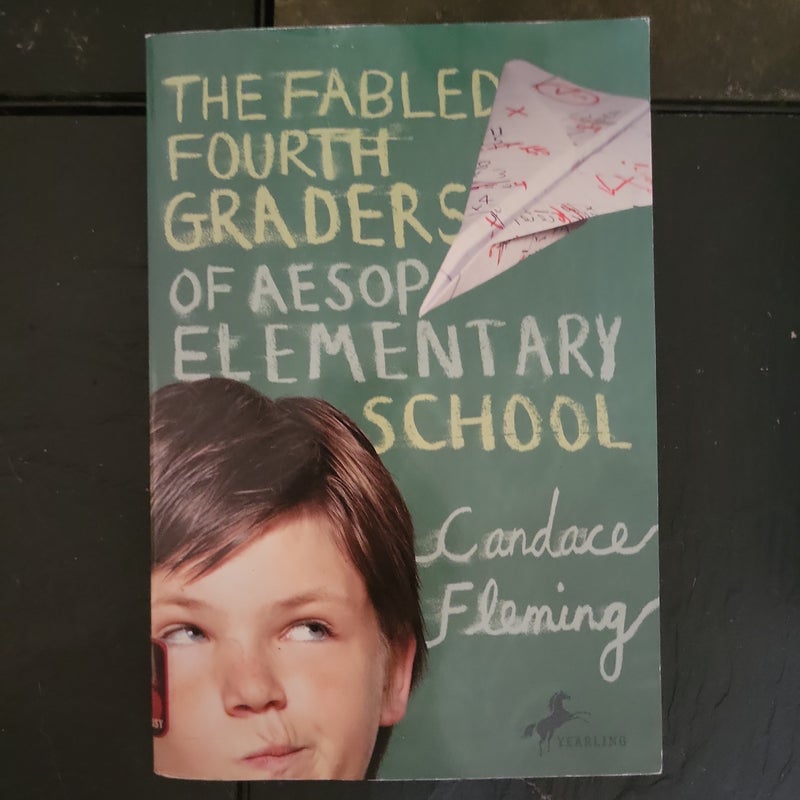 THE FABLED
FOURTH
GRADERS
OF AESOP
ELEMENTARY
SCHOOL
Candace
Fleming
YEARLING